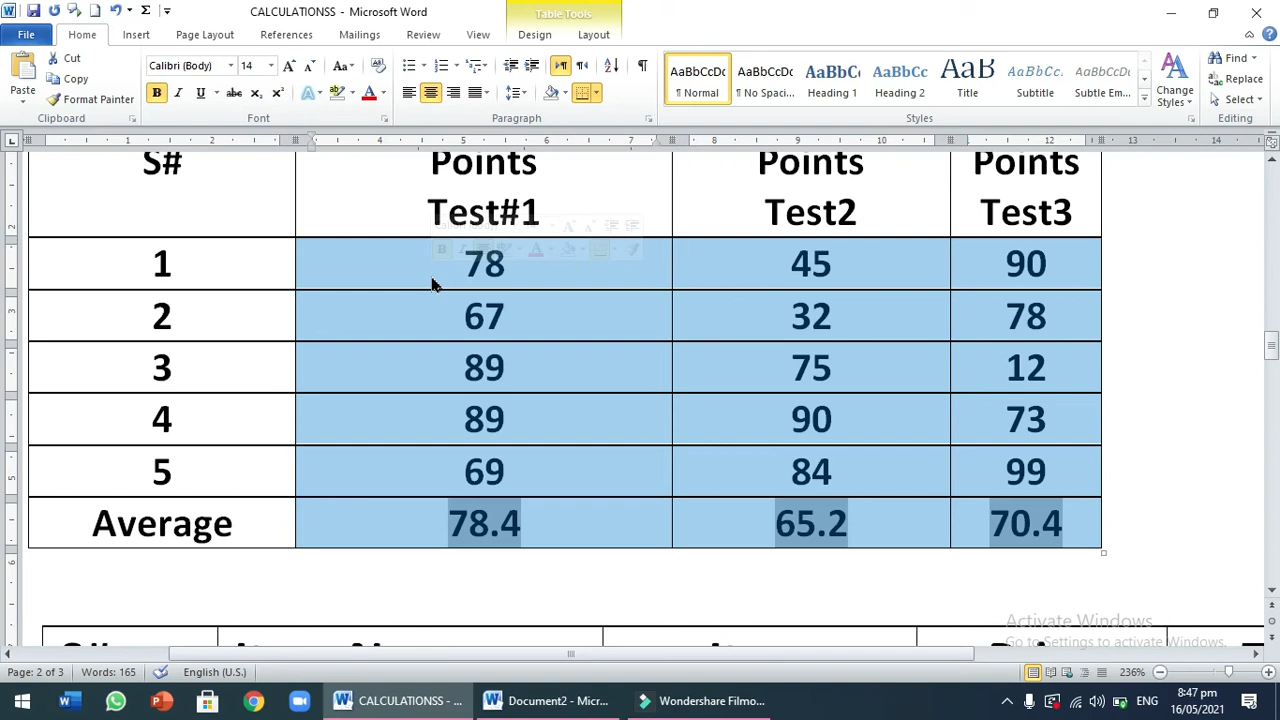 CALCULATIONSS - Microsoft Word
Table Tools
File Home Insert Page Layout References Mailings Review View Design Layout
Cut
Copy
Format Painter
Paste
Clipboard
Calibri (Body) 14
Font
Paragraph
AaBbCcDc AaBbCcDc AaBbC AaBbCc AaB AaBbCc. AaBbCcDc
¶ Normal ¶ No Spaci... Heading 1 Heading 2 Title Subtitle Subtle Em...
Styles
Change
Styles
Find
Replace
Select
Editing
S# Points Points Points
Test#1 Test2 Test3
1 78 45 90
2 67 32 78
3 89 75 12
4 89 90 73
5 69 84 99
Average 78.4 65.2 70.4
Activate Windows
Go to Settings to activate Windows.
Page: 2 of 3 Words: 165 English (U.S.) 236%
CALCULATIONSS - ...
Document2 - Micr...
Wondershare Filmo...
ENG
8:47 pm
16/05/2021